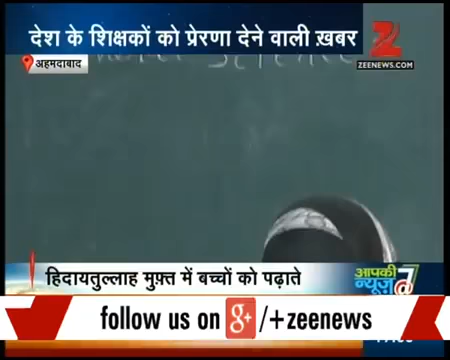 देश के शिक्षकों को प्रेरणा देने वाली ख़बर
Z
ZEENEWS.COM
अहमदाबाद
हिदायतुल्लाह मुफ़्त में बच्चों को पढ़ाते
आपकी
न्यूज़
follow us on g+ /+zeenews